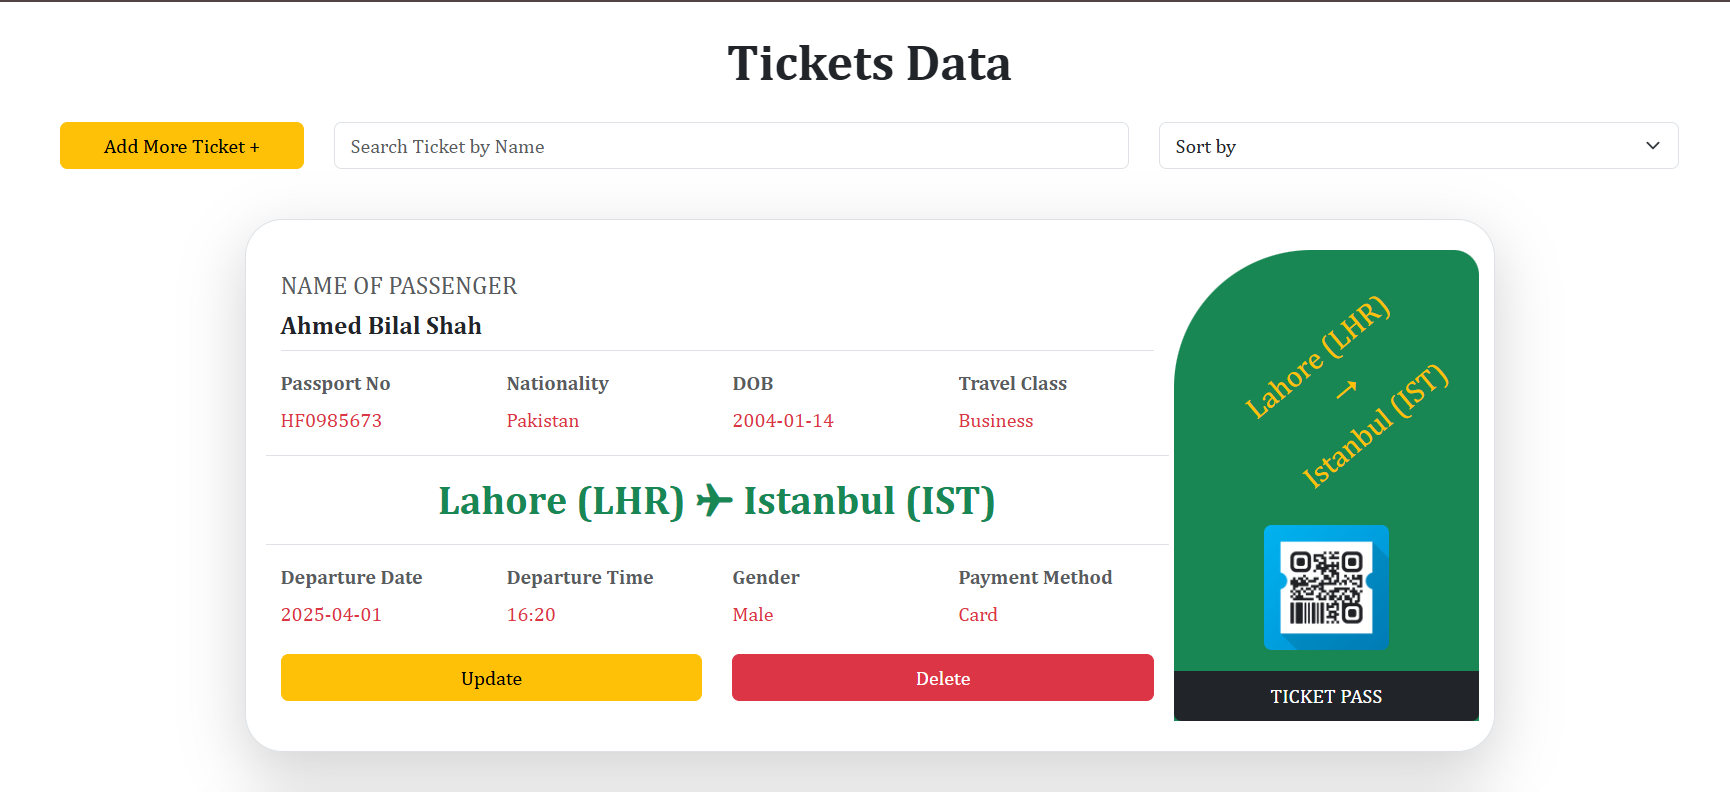 Tickets Data
Add More Ticket +
Search Ticket by Name
Sort by
NAME OF PASSENGER
Ahmed Bilal Shah
Passport No Nationality DOB Travel Class
HF0985673 Pakistan 2004-01-14 Business
Lahore (LHR) ✈ Istanbul (IST)
Departure Date Departure Time Gender Payment Method
2025-04-01 16:20 Male Card
Update Delete
Lahore (LHR)
→
Istanbul (IST)
TICKET PASS